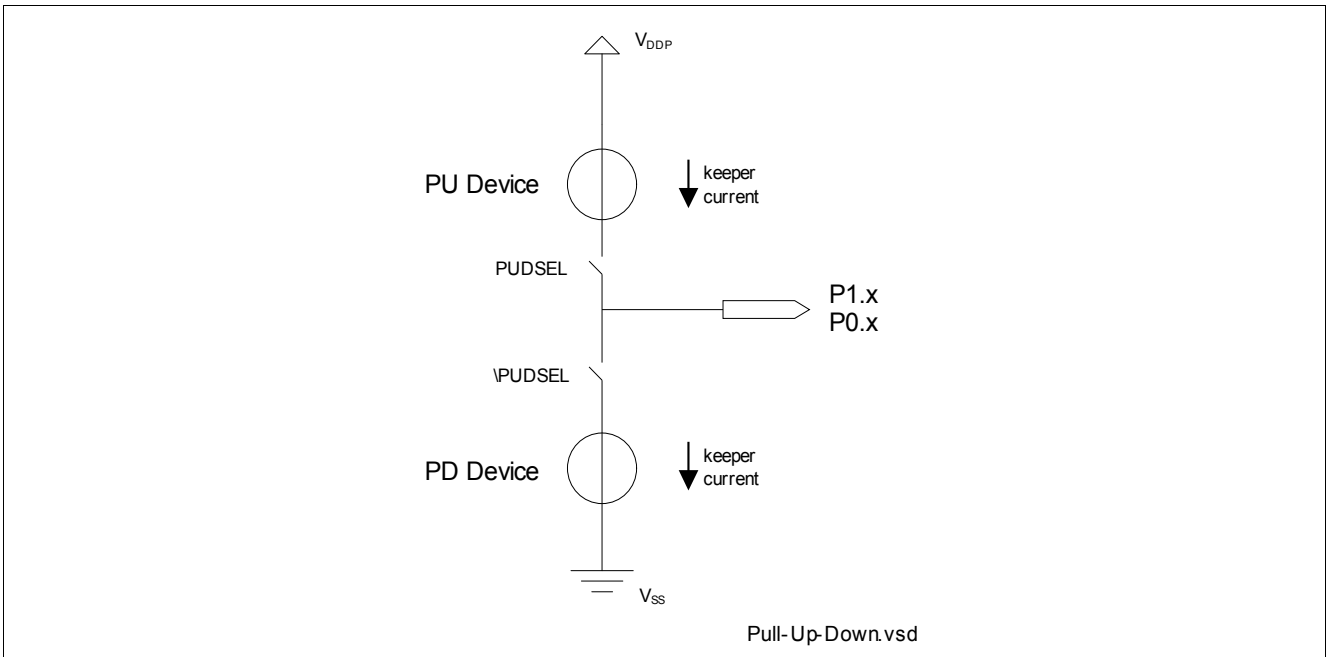 VDDP
PU Device
keeper
current
PUDSEL
P1.x
P0.x
\PUDSEL
PD Device
keeper
current
VSS
Pull-Up-Down.vsd